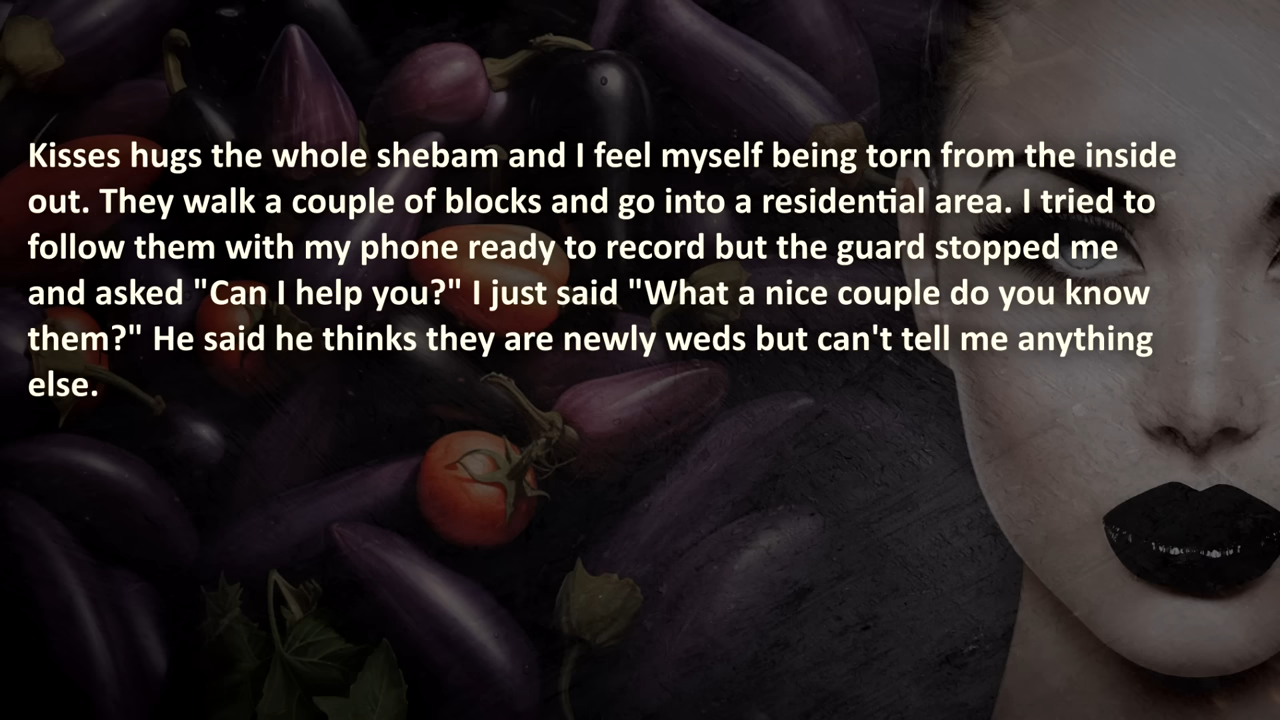 Kisses hugs the whole shebam and I feel myself being torn from the inside
out. They walk a couple of blocks and go into a residential area. I tried to
follow them with my phone ready to record but the guard stopped me
and asked "Can I help you?" I just said "What a nice couple do you know
them?" He said he thinks they are newly weds but can't tell me anything
else.